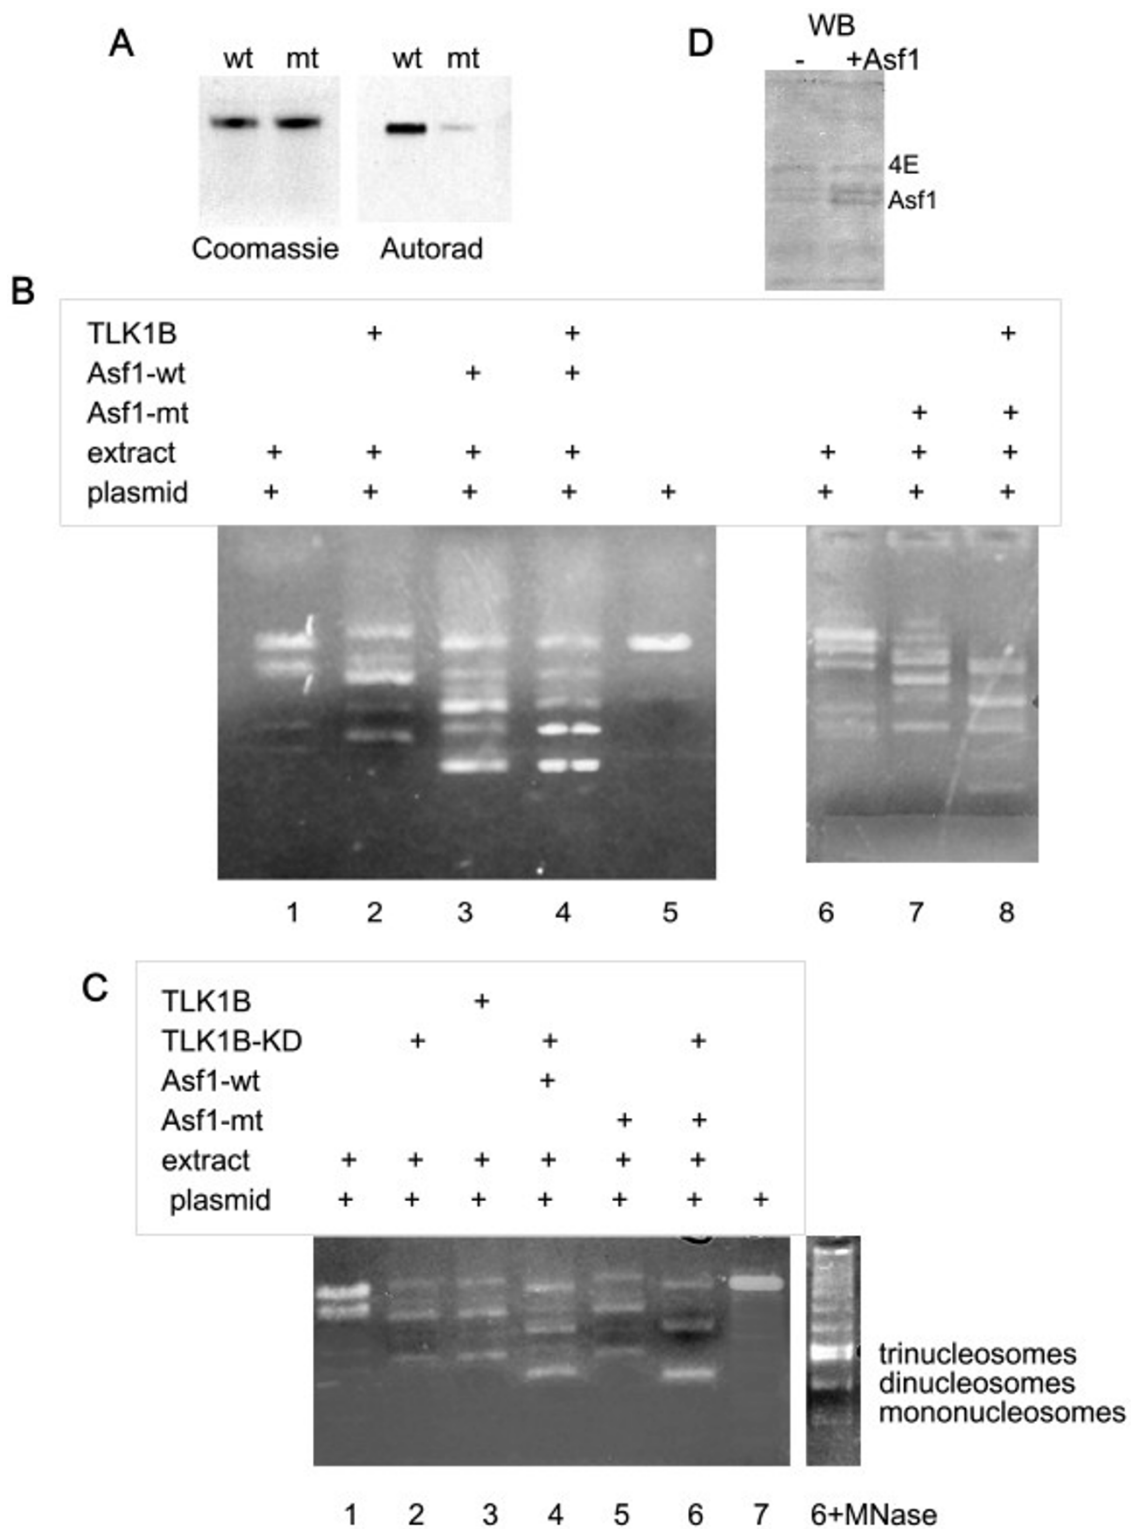 A
wt mt
wt mt
Coomassie
Autorad
D
WB
- +Asf1
4E
Asf1
B
TLK1B + + +
Asf1-wt + +
Asf1-mt + +
extract + + + + + + +
plasmid + + + + + + + +
1 2 3 4 5 6 7 8
C
TLK1B +
TLK1B-KD + + +
Asf1-wt +
Asf1-mt + +
extract + + + + + +
plasmid + + + + + + +
trinucleosomes
dinucleosomes
mononucleosomes
1 2 3 4 5 6 7 6+MNase